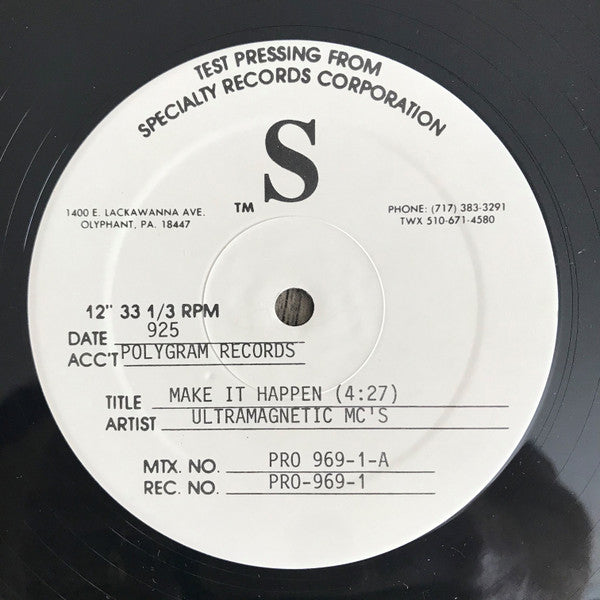 TEST PRESSING FROM
SPECIALTY RECORDS CORPORATION
S
TM
1400 E. LACKAWANNA AVE.
OLYPHANT, PA. 18447
PHONE: (717) 383-3291
TWX 510-671-4580
12" 33 1/3 RPM
DATE 925
ACC'T POLYGRAM RECORDS
TITLE MAKE IT HAPPEN (4:27)
ARTIST ULTRAMAGNETIC MC'S
MTX. NO. PRO 969-1-A
REC. NO. PRO-969-1